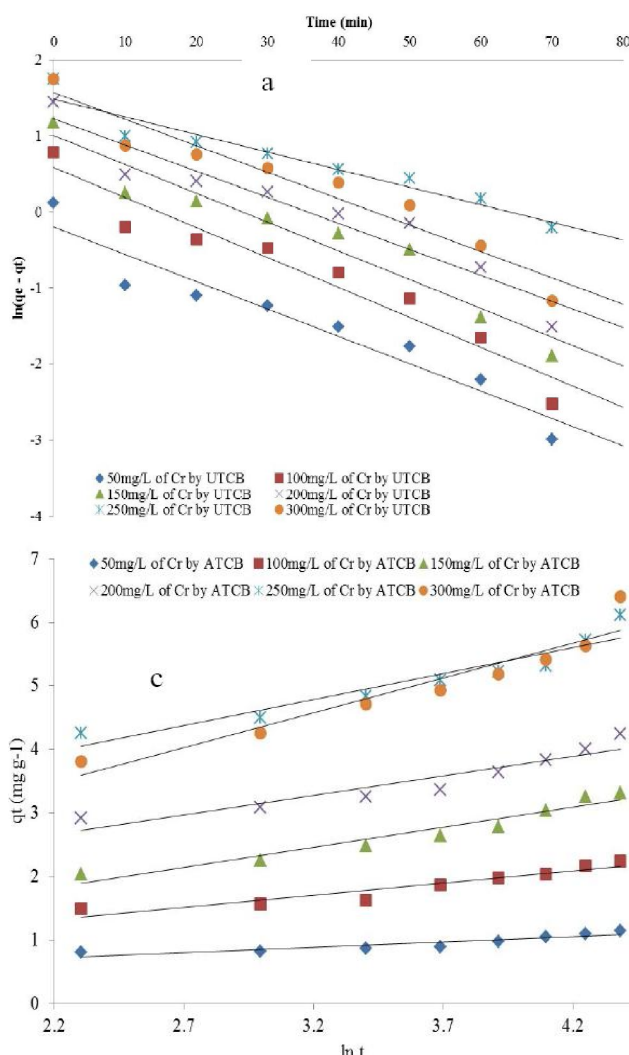 Time (min)
0 10 20 30 40 50 60 70 80
2
a
1
0
-1
-2
-3
-4
ln(qe - qt)
50mg/L of Cr by UTCB 100mg/L of Cr by UTCB
150mg/L of Cr by UTCB 200mg/L of Cr by UTCB
250mg/L of Cr by UTCB 300mg/L of Cr by UTCB
7
50mg/L of Cr by ATCB 100mg/L of Cr by ATCB 150mg/L of Cr by ATCB
200mg/L of Cr by ATCB 250mg/L of Cr by ATCB 300mg/L of Cr by ATCB
6
c
5
4
3
2
1
0
qt (mg g-1)
2.2 2.7 3.2 3.7 4.2
ln t